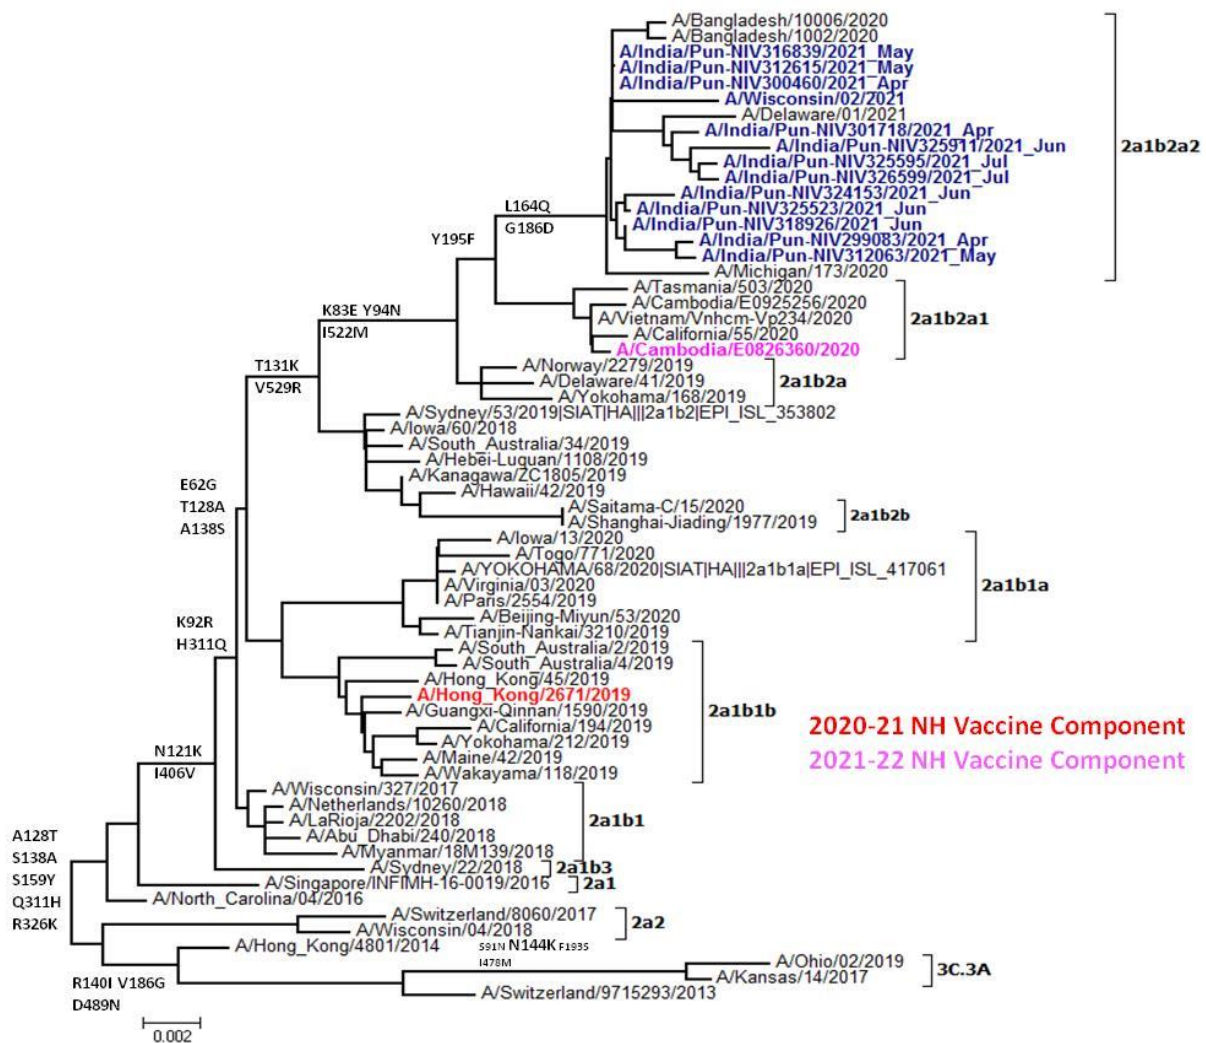 A/Bangladesh/10006/2020
A/Bangladesh/1002/2020
A/India/Pun-NIV316839/2021_May
A/India/Pun-NIV312615/2021_May
A/India/Pun-NIV300460/2021_Apr
A/Wisconsin/02/2021
A/Delaware/01/2021
A/India/Pun-NIV301718/2021_Apr
A/India/Pun-NIV325911/2021_Jun
2a1b2a2
A/India/Pun-NIV325595/2021_Jul
A/India/Pun-NIV326599/2021_Jul
A/India/Pun-NIV324153/2021_Jun
L164Q
A/India/Pun-NIV325523/2021_Jun
G186D
A/India/Pun-NIV318926/2021_Jun
Y195F
A/India/Pun-NIV299083/2021_Apr
A/India/Pun-NIV312063/2021_May
A/Michigan/173/2020
A/Tasmania/503/2020
A/Cambodia/E0925256/2020
K83E Y94N
A/Vietnam/Vnhcm-Vp234/2020
2a1b2a1
I522M
A/California/55/2020
A/Cambodia/E0826360/2020
T131K
A/Norway/2279/2019
V529R
A/Delaware/41/2019
2a1b2a
A/Yokohama/168/2019
A/Sydney/53/2019|SIAT|HA|||2a1b2|EPI_ISL_353802
A/Iowa/60/2018
A/South_Australia/34/2019
A/Hebei-Luquan/1108/2019
A/Kanagawa/ZC1805/2019
E62G
A/Hawaii/42/2019
T128A
A/Saitama-C/15/2020
2a1b2b
A138S
A/Shanghai-Jiading/1977/2019
A/Iowa/13/2020
A/Togo/771/2020
A/YOKOHAMA/68/2020|SIAT|HA|||2a1b1a|EPI_ISL_417061
A/Virginia/03/2020
2a1b1a
A/Paris/2554/2019
A/Beijing-Miyun/53/2020
K92R
A/Tianjin-Nankai/3210/2019
H311Q
A/South_Australia/2/2019
A/South_Australia/4/2019
A/Hong_Kong/45/2019
A/Hong_Kong/2671/2019
2a1b1b
A/Guangxi-Qinnan/1590/2019
A/California/194/2019
2020-21 NH Vaccine Component
A/Yokohama/212/2019
N121K
A/Maine/42/2019
2021-22 NH Vaccine Component
I406V
A/Wakayama/118/2019
A/Wisconsin/327/2017
A/Netherlands/10260/2018
A/LaRioja/2202/2018
2a1b1
A/Abu_Dhabi/240/2018
A/Myanmar/18M139/2018
A128T
S138A
S159Y
Q311H
R326K
A/Sydney/22/2018
2a1b3
A/Singapore/INFIMH-16-0019/2016
2a1
A/North_Carolina/04/2016
A/Switzerland/8060/2017
2a2
A/Wisconsin/04/2018
A/Hong_Kong/4801/2014
S91N N144K F193S
I478M
A/Ohio/02/2019
3C.3A
A/Kansas/14/2017
R140I V186G
D489N
A/Switzerland/9715293/2013
0.002